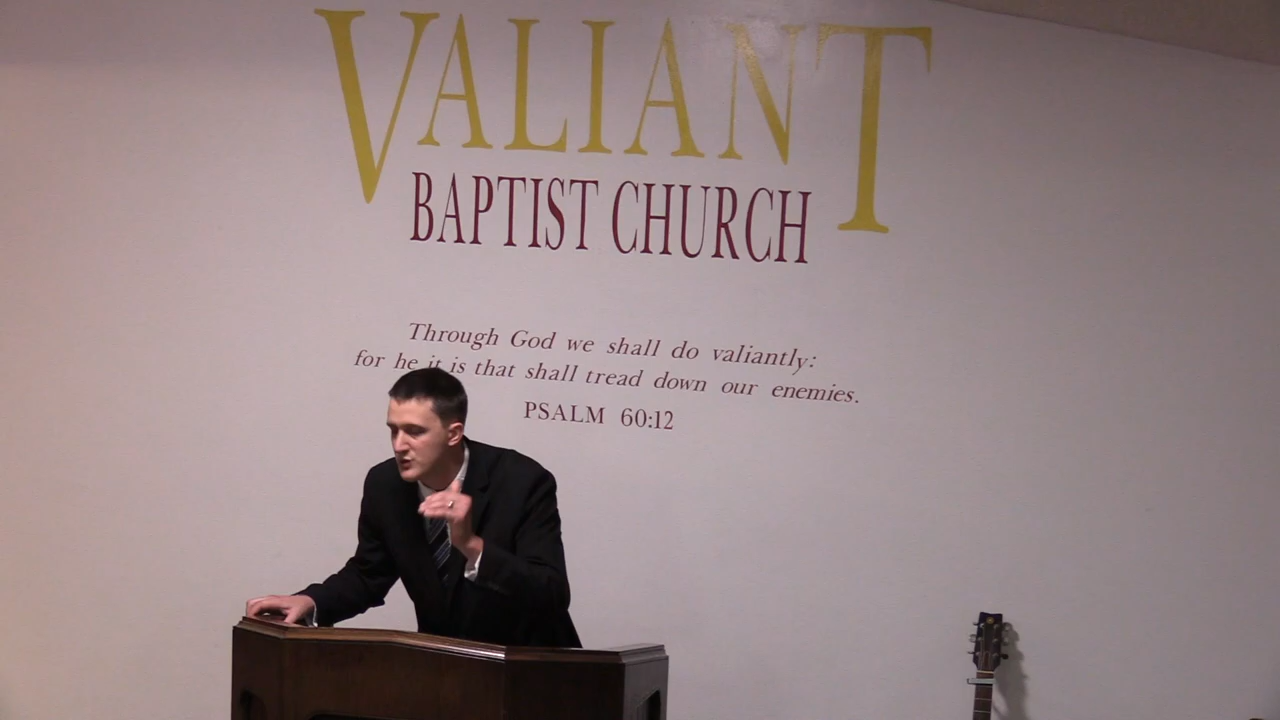 VALIANT
BAPTIST CHURCH
Through God we shall do valiantly:
for he it is that shall tread down our enemies.
PSALM 60:12